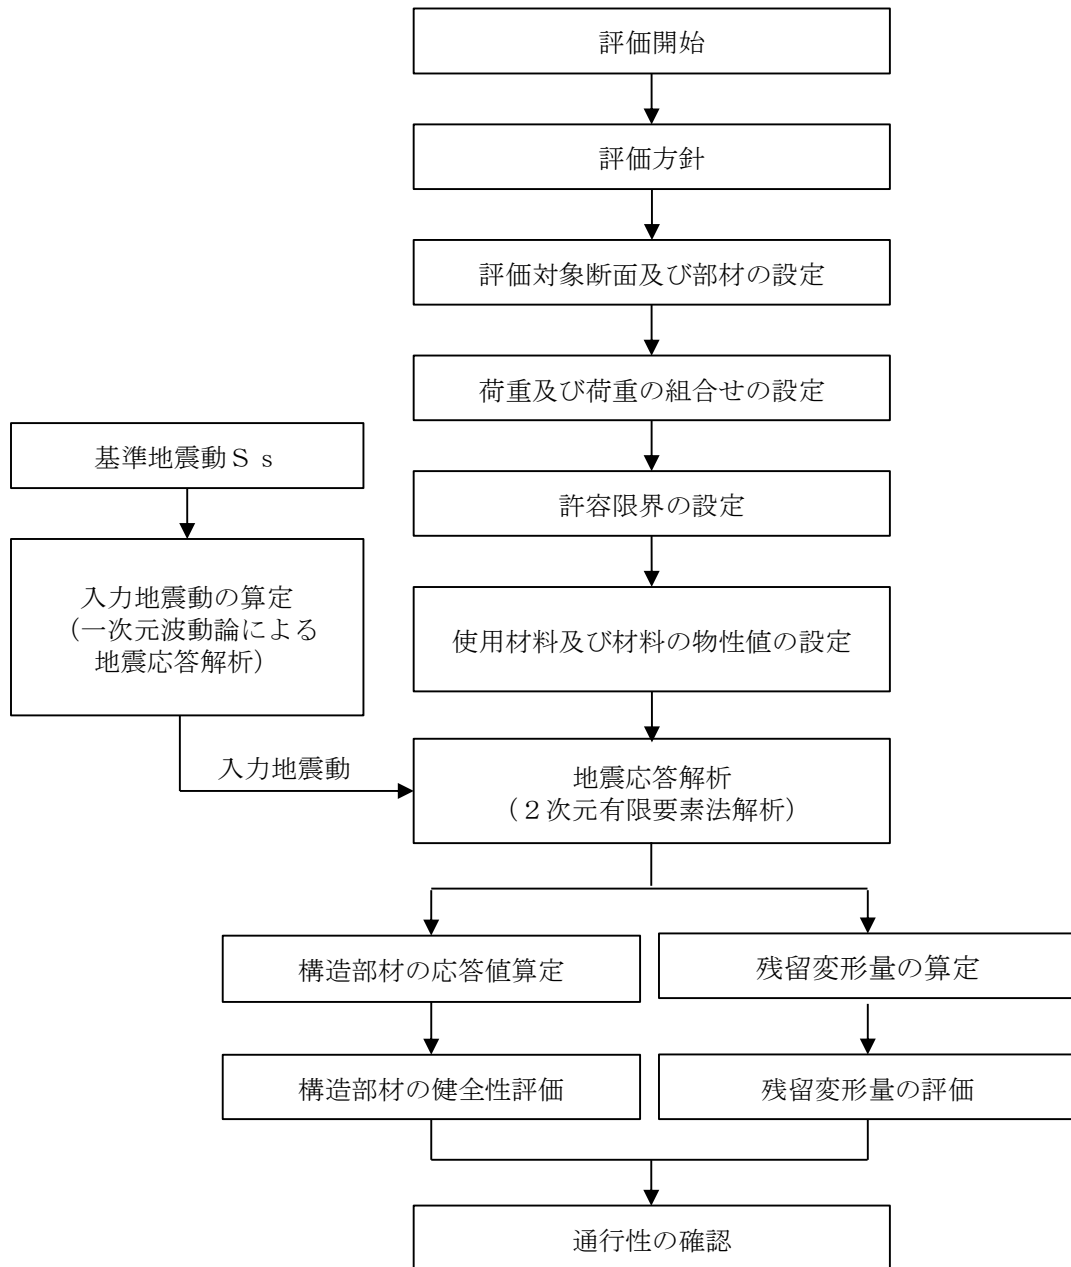 評価開始
評価方針
評価対象断面及び部材の設定
荷重及び荷重の組合せの設定
基準地震動Ｓｓ
許容限界の設定
入力地震動の算定
（一次元波動論による
地震応答解析）
使用材料及び材料の物性値の設定
入力地震動
地震応答解析
（２次元有限要素法解析）
構造部材の応答値算定
残留変形量の算定
構造部材の健全性評価
残留変形量の評価
通行性の確認